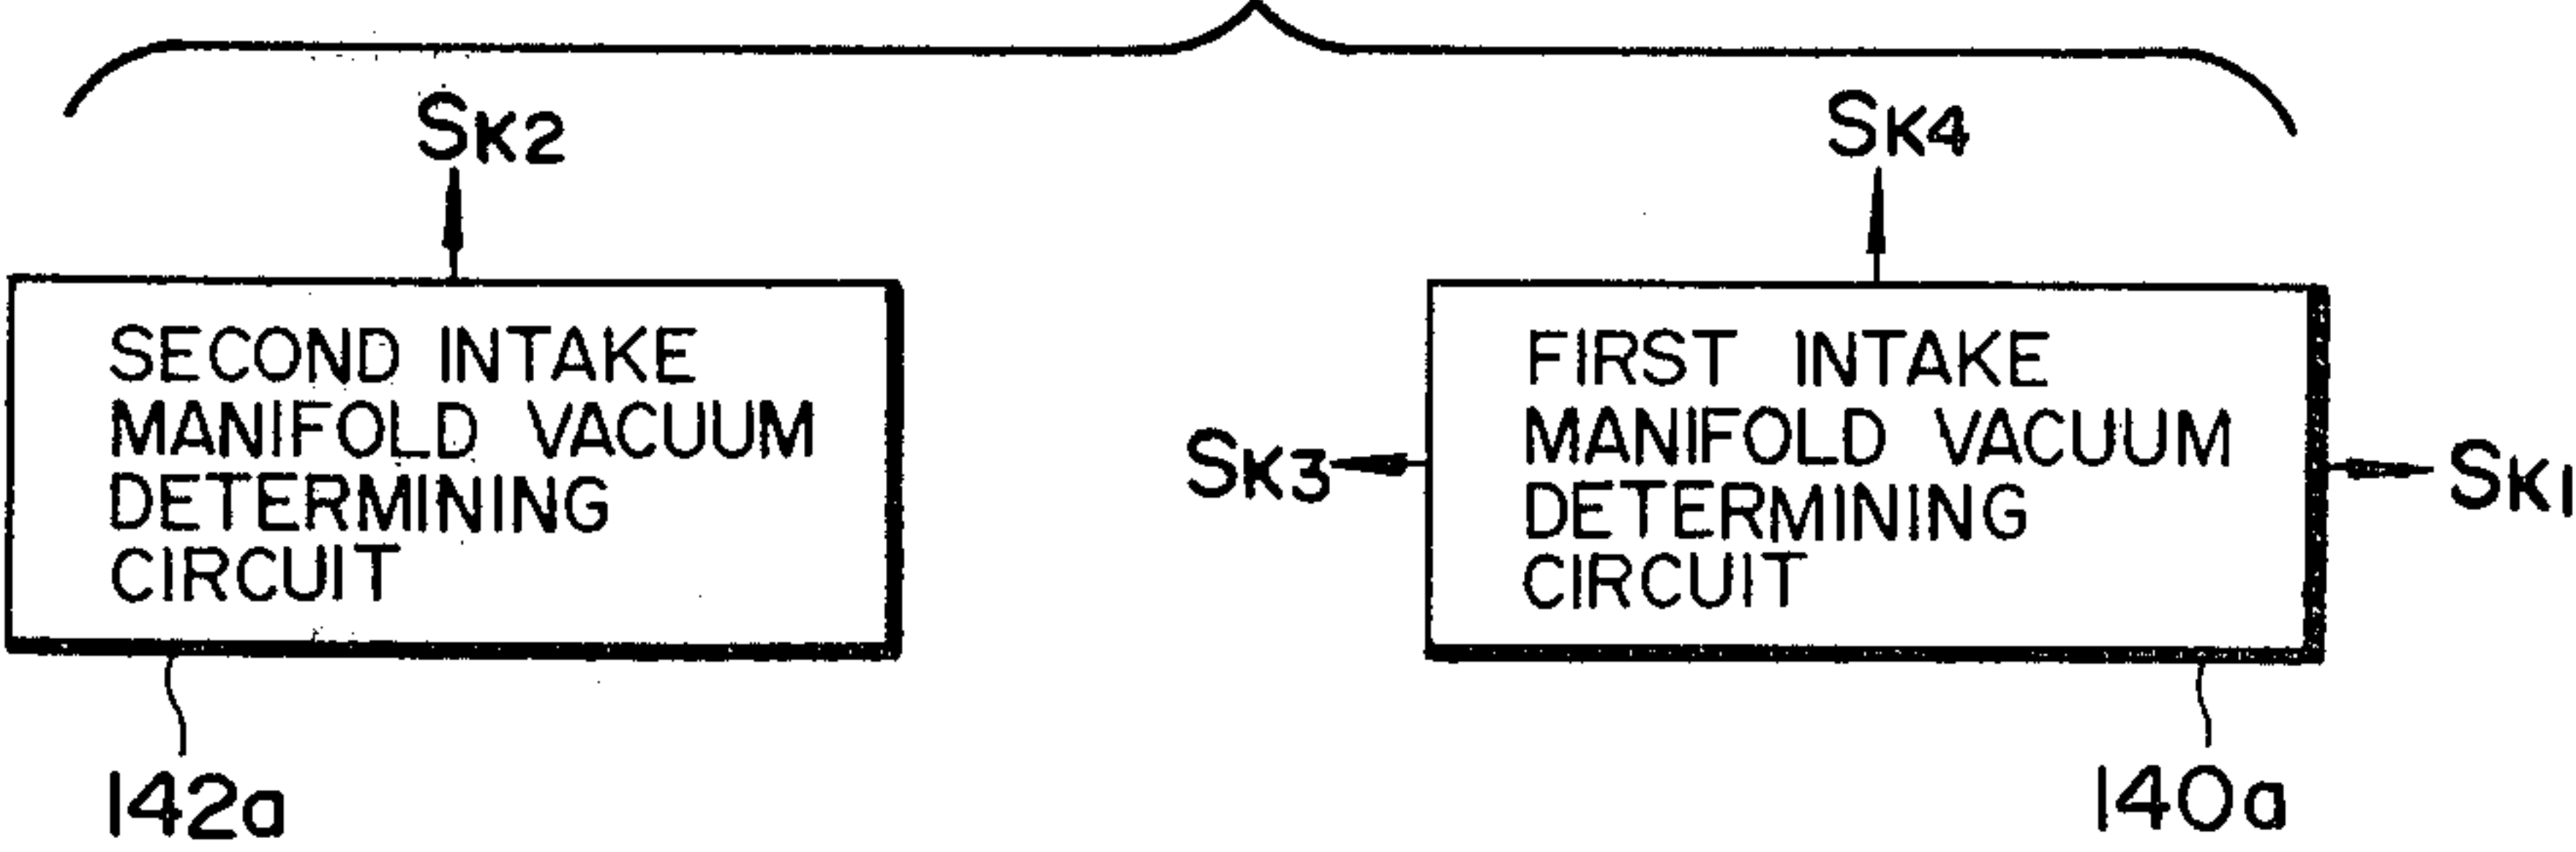 SK2
SECOND INTAKE
MANIFOLD VACUUM
DETERMINING
CIRCUIT
142a
SK4
SK3
FIRST INTAKE
MANIFOLD VACUUM
DETERMINING
CIRCUIT
SK1
140a